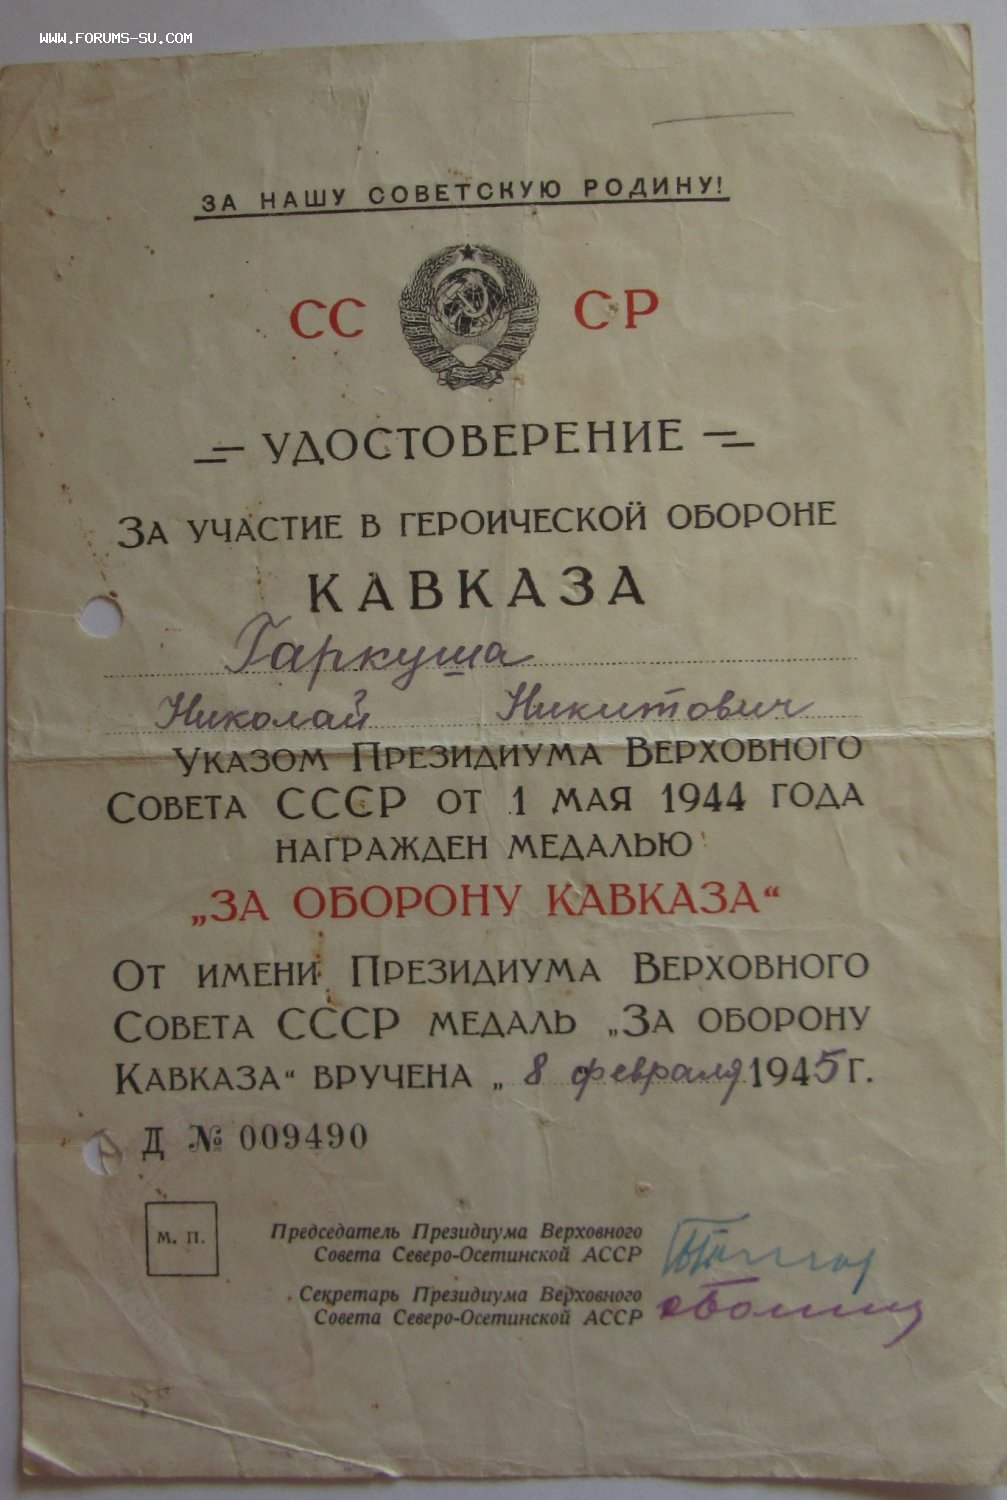 WWW.FORUMS-SU.COM
ЗА НАШУ СОВЕТСКУЮ РОДИНУ!
СС СР
УДОСТОВЕРЕНИЕ
ЗА УЧАСТИЕ В ГЕРОИЧЕСКОЙ ОБОРОНЕ
КАВКАЗА
Гаркуша
Николай Никитович
УКАЗОМ ПРЕЗИДИУМА ВЕРХОВНОГО
СОВЕТА СССР ОТ 1 МАЯ 1944 ГОДА
НАГРАЖДЕН МЕДАЛЬЮ
„ЗА ОБОРОНУ КАВКАЗА“
ОТ ИМЕНИ ПРЕЗИДИУМА ВЕРХОВНОГО
СОВЕТА СССР МЕДАЛЬ „ЗА ОБОРОНУ
КАВКАЗА“ ВРУЧЕНА „ 8 февраля 1945 Г.
Д № 009490
М. П.
Председатель Президиума Верховного
Совета Северо-Осетинской АССР
Секретарь Президиума Верховного
Совета Северо-Осетинской АССР